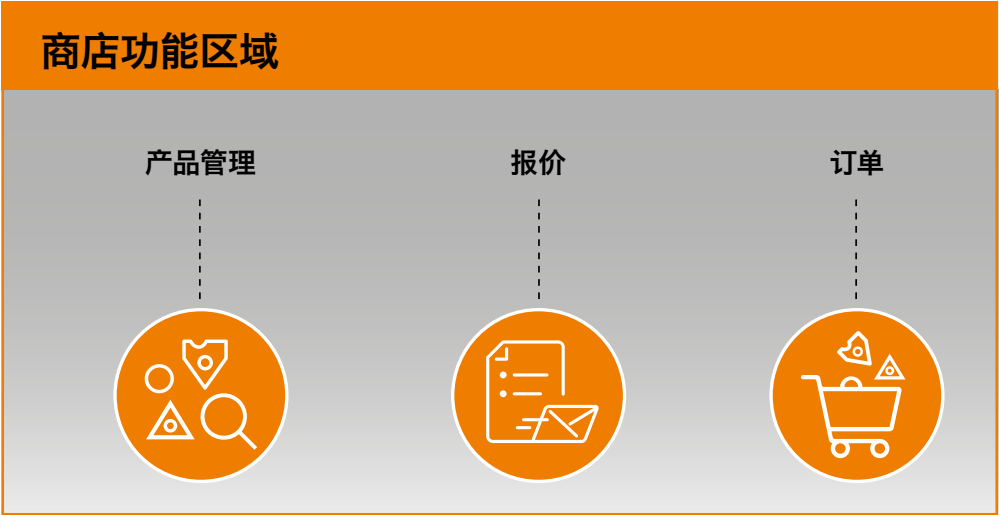 商店功能区域
产品管理
报价
订单